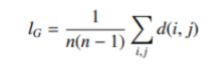 l_G = \frac{1}{n(n-1)} \sum_{i,j} d(i, j)